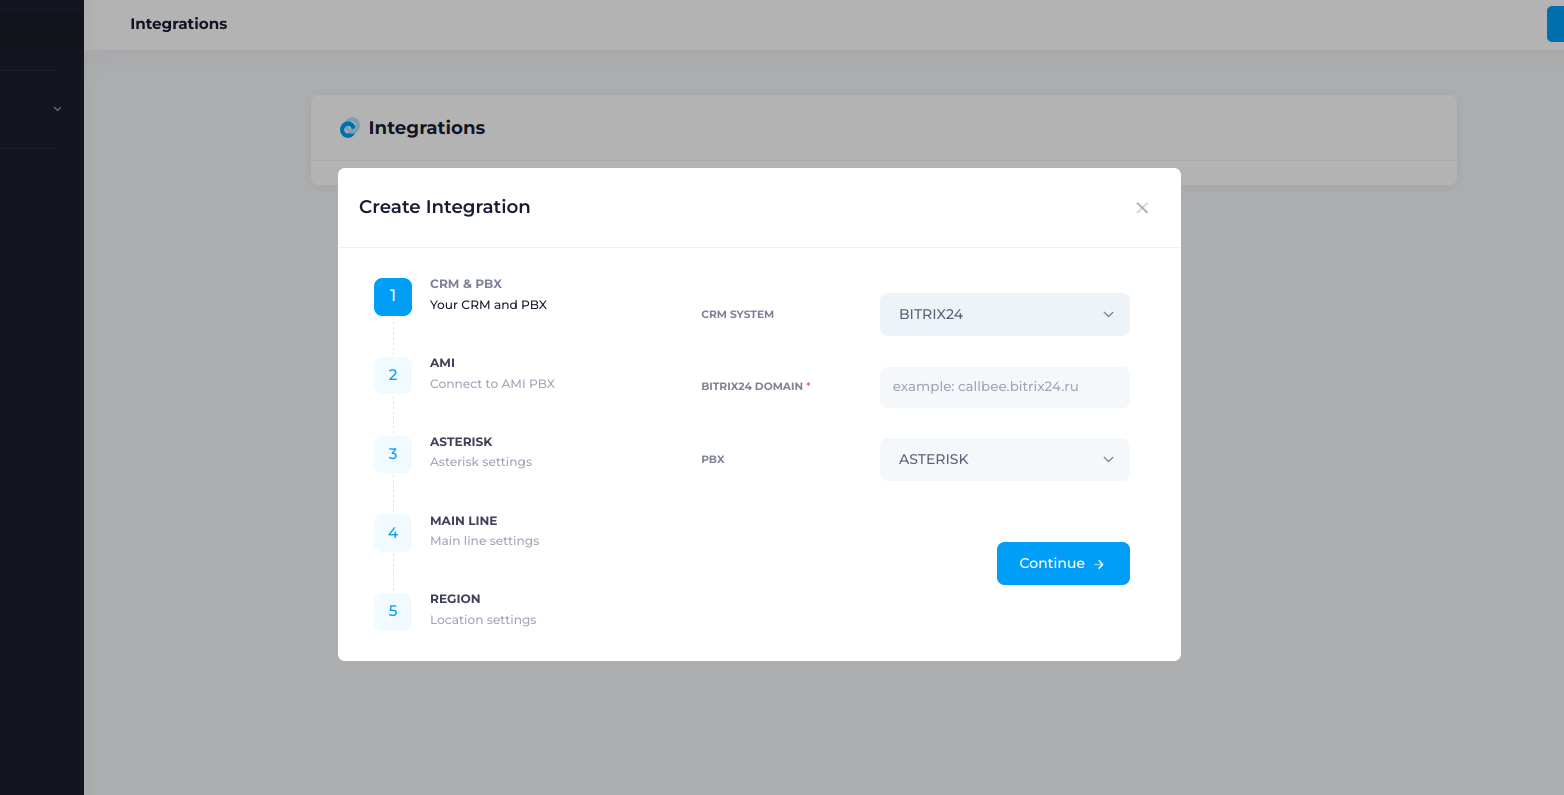 Integrations
Integrations
Create Integration
1
CRM & PBX
Your CRM and PBX
2
AMI
Connect to AMI PBX
3
ASTERISK
Asterisk settings
4
MAIN LINE
Main line settings
5
REGION
Location settings
CRM SYSTEM
BITRIX24
BITRIX24 DOMAIN *
example: callbee.bitrix24.ru
PBX
ASTERISK
Continue →